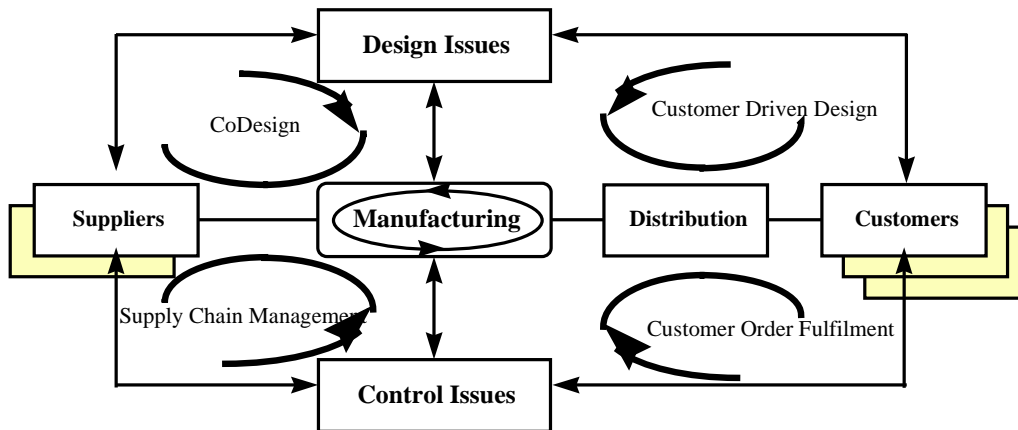 Design Issues
CoDesign
Customer Driven Design
Suppliers
Manufacturing
Distribution
Customers
Supply Chain Management
Customer Order Fulfilment
Control Issues